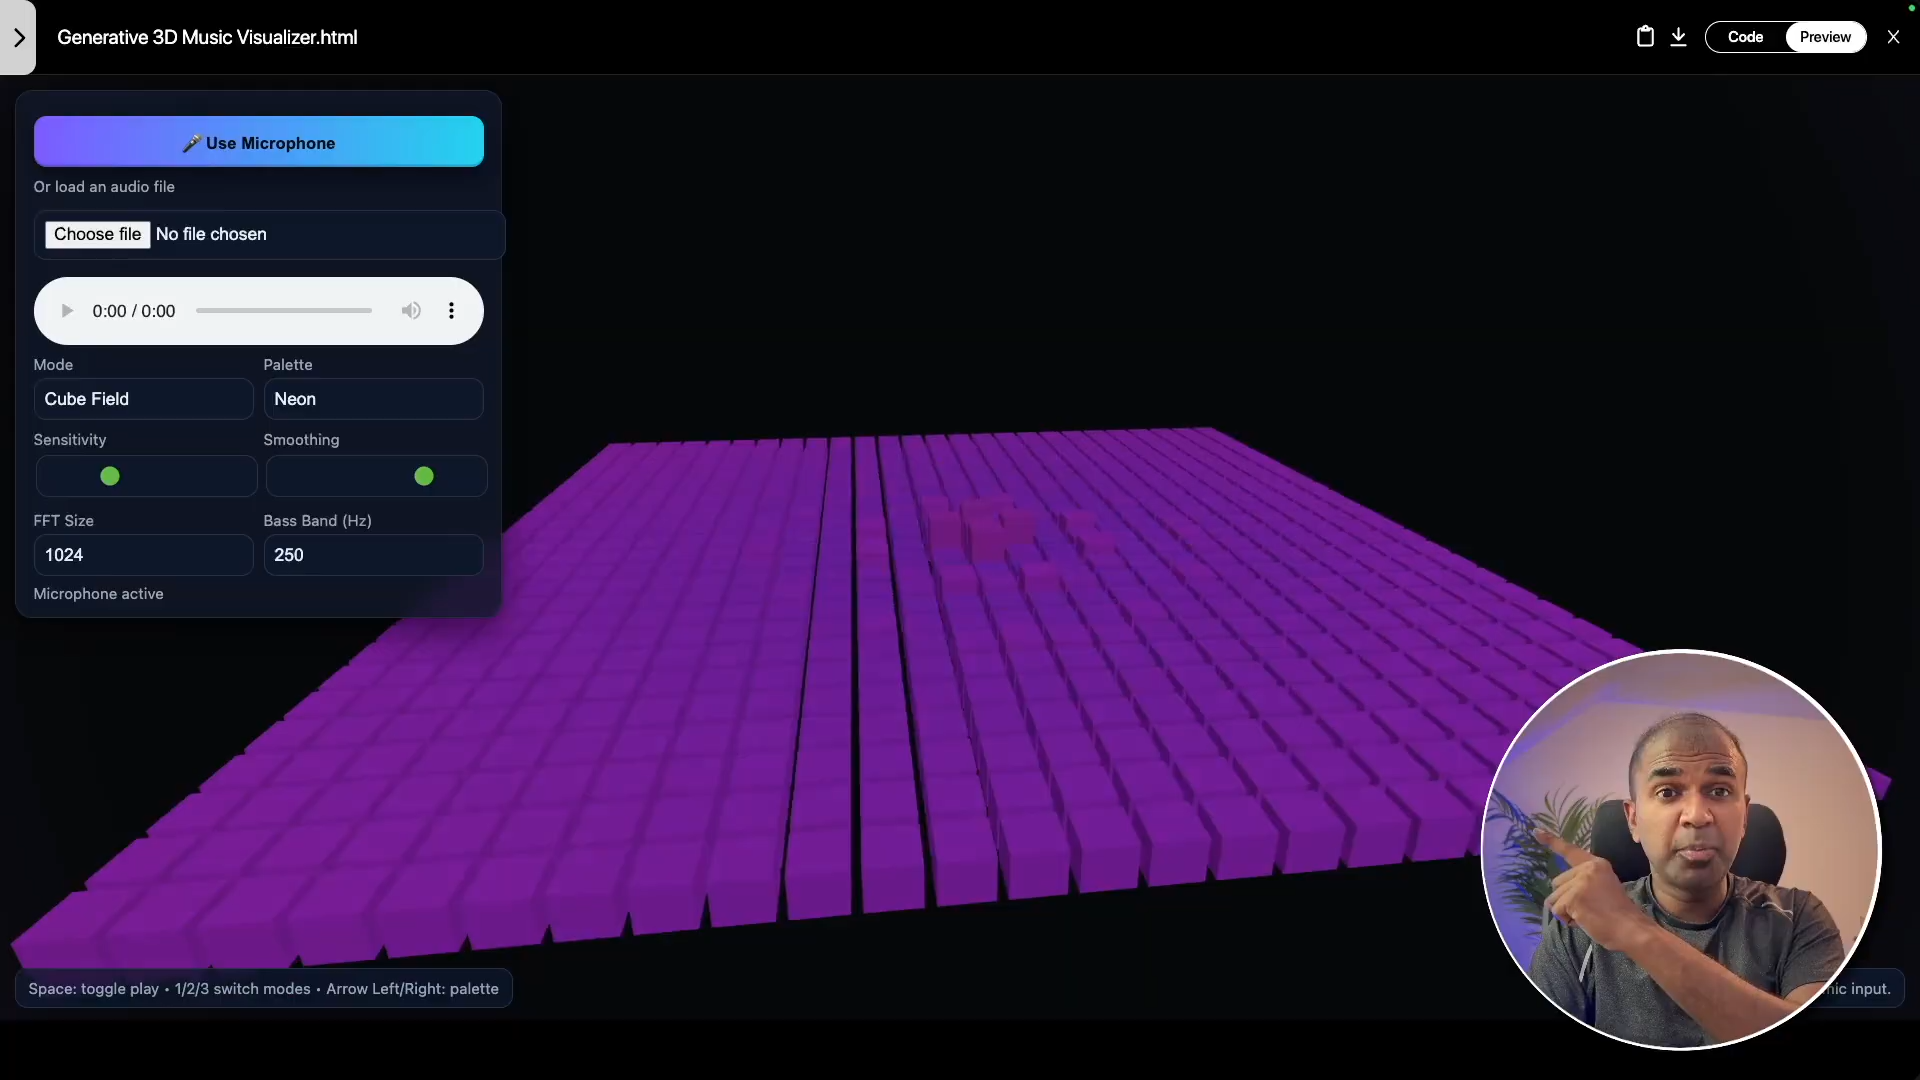 Generative 3D Music Visualizer.html
Code
Preview
🎤 Use Microphone
Or load an audio file
Choose file No file chosen
0:00 / 0:00
Mode
Palette
Cube Field
Neon
Sensitivity
Smoothing
FFT Size
Bass Band (Hz)
1024
250
Microphone active
Space: toggle play • 1/2/3 switch modes • Arrow Left/Right: palette
input.